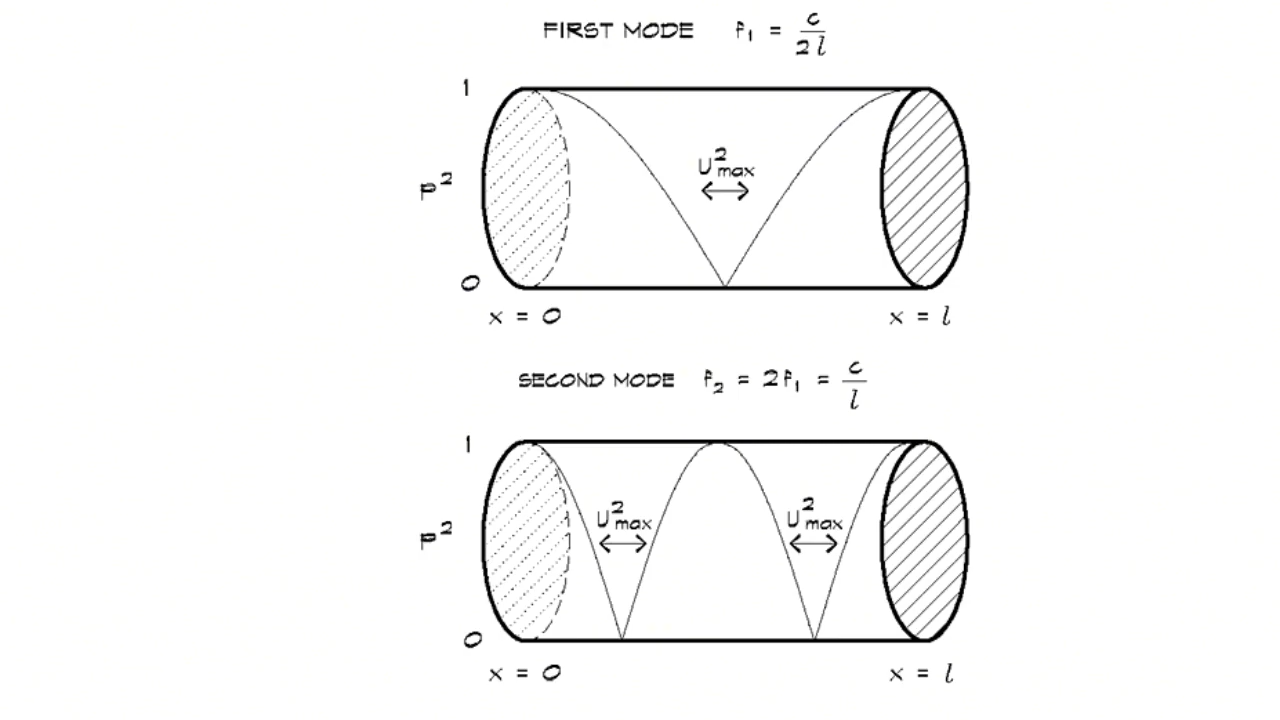 FIRST MODE f₁ = c/2l
1
U²max
P²
0
x = 0 x = l
SECOND MODE f₂ = 2f₁ = c/l
1
U²max U²max
P²
0
x = 0 x = l